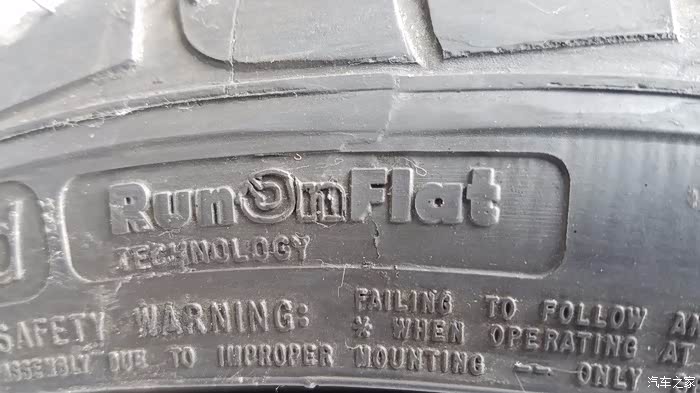 d
RunOnFlat
TECHNOLOGY
SAFETY WARNING:
ASSEMBLY DUE TO IMPROPER MOUNTING -- ONLY
FAILING TO FOLLOW AN
WHEN OPERATING AT
汽车之家